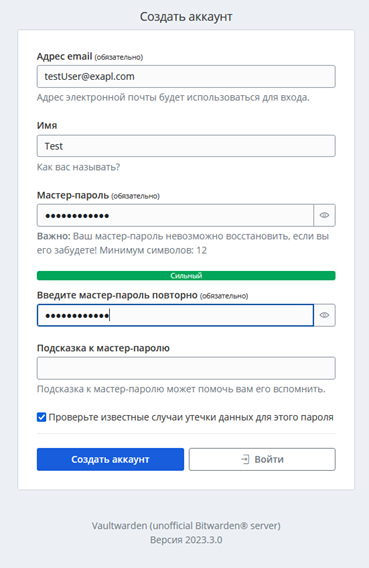 Создать аккаунт
Адрес email (обязательно)
testUser@exapl.com
Адрес электронной почты будет использоваться для входа.
Имя
Test
Как вас называть?
Мастер-пароль (обязательно)
••••••••••••
Важно: Ваш мастер-пароль невозможно восстановить, если вы
его забудете! Минимум символов: 12
Сильный
Введите мастер-пароль повторно (обязательно)
••••••••••••
Подсказка к мастер-паролю
Подсказка к мастер-паролю может помочь вам его вспомнить.
Проверьте известные случаи утечки данных для этого пароля
Создать аккаунт
Войти
Vaultwarden (unofficial Bitwarden® server)
Версия 2023.3.0